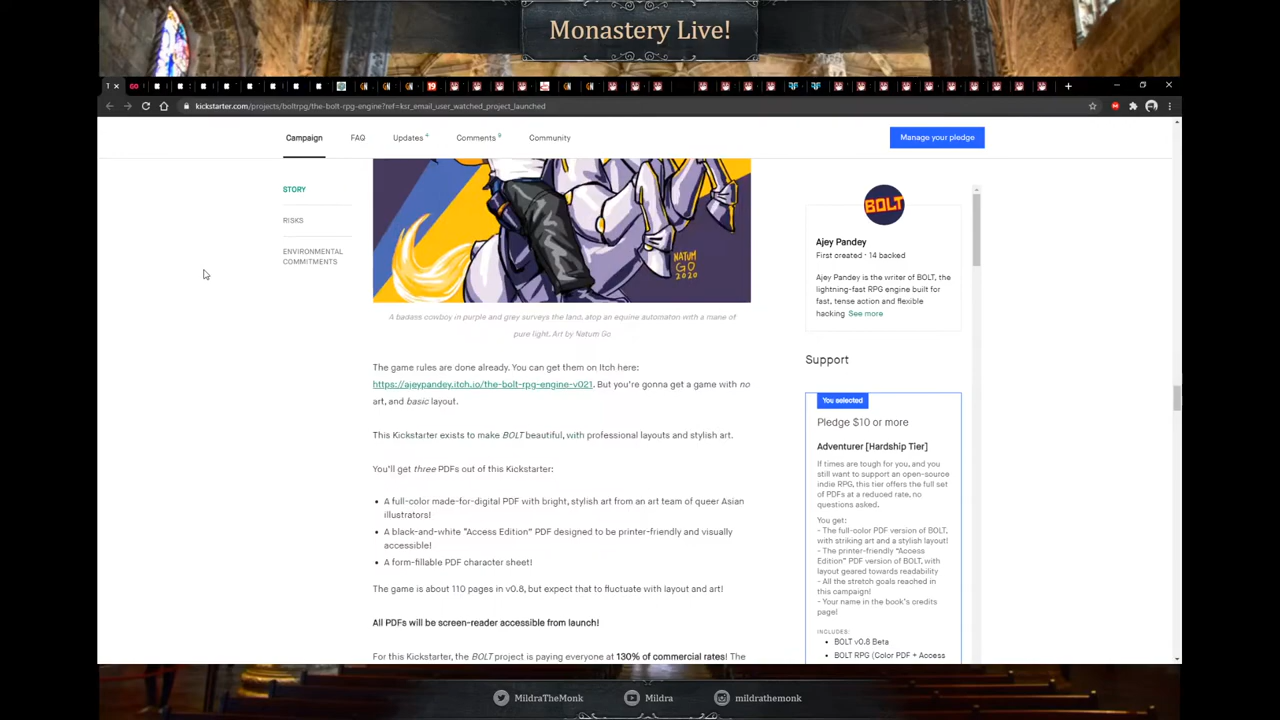 Monastery Live!
19
kickstarter.com/projects/boltrpg/the-bolt-rpg-engine?ref=ksr_email_user_watched_project_launched
Campaign FAQ Updates 4 Comments 9 Community
Manage your pledge
STORY
RISKS
ENVIRONMENTAL
COMMITMENTS
NATUM
GO
2020
A badass cowboy in purple and grey surveys the land, atop an equine automaton with a mane of
pure light. Art by Natum Go
The game rules are done already. You can get them on Itch here:
https://ajeypandey.itch.io/the-bolt-rpg-engine-v021. But you're gonna get a game with no
art, and basic layout.
This Kickstarter exists to make BOLT beautiful, with professional layouts and stylish art.
You'll get three PDFs out of this Kickstarter:
• A full-color made-for-digital PDF with bright, stylish art from an art team of queer Asian
illustrators!
• A black-and-white "Access Edition" PDF designed to be printer-friendly and visually
accessible!
• A form-fillable PDF character sheet!
The game is about 110 pages in v0.8, but expect that to fluctuate with layout and art!
All PDFs will be screen-reader accessible from launch!
For this Kickstarter, the BOLT project is paying everyone at 130% of commercial rates! The
BOLT
Ajey Pandey
First created · 14 backed
Ajey Pandey is the writer of BOLT, the
lightning-fast RPG engine built for
fast, tense action and flexible
hacking See more
Support
You selected
Pledge $10 or more
Adventurer [Hardship Tier]
If times are tough for you, and you
still want to support an open-source
indie RPG, this tier offers the full set
of PDFs at a reduced rate, no
questions asked.
You get:
- The full-color PDF version of BOLT,
with striking art and a stylish layout!
- The printer-friendly "Access
Edition" PDF version of BOLT, with
layout geared towards readability
- All the stretch goals reached in
this campaign!
- Your name in the book's credits
page!
INCLUDES:
• BOLT v0.8 Beta
• BOLT RPG (Color PDF + Access
MildraTheMonk Mildra mildrathemonk